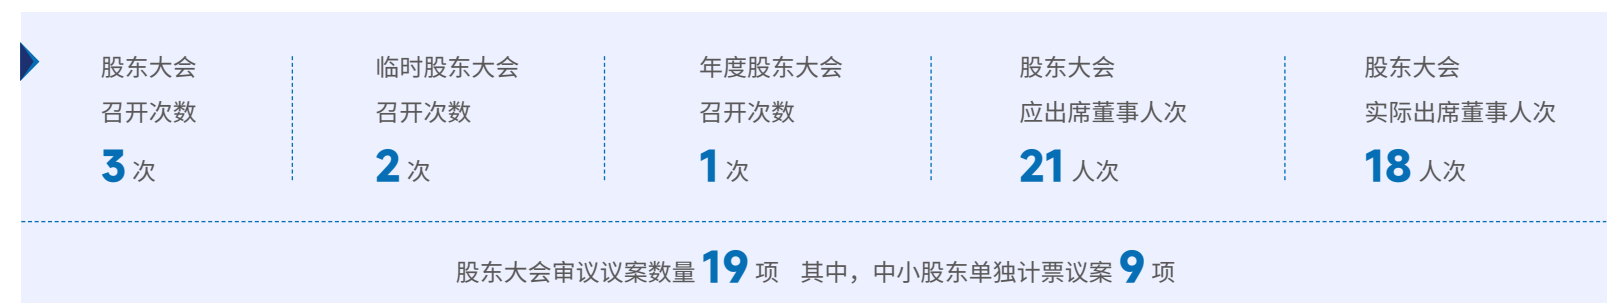 股东大会
召开次数
3 次
临时股东大会
召开次数
2 次
年度股东大会
召开次数
1 次
股东大会
应出席董事人次
21 人次
股东大会
实际出席董事人次
18 人次
股东大会审议议案数量 19 项 其中，中小股东单独计票议案 9 项